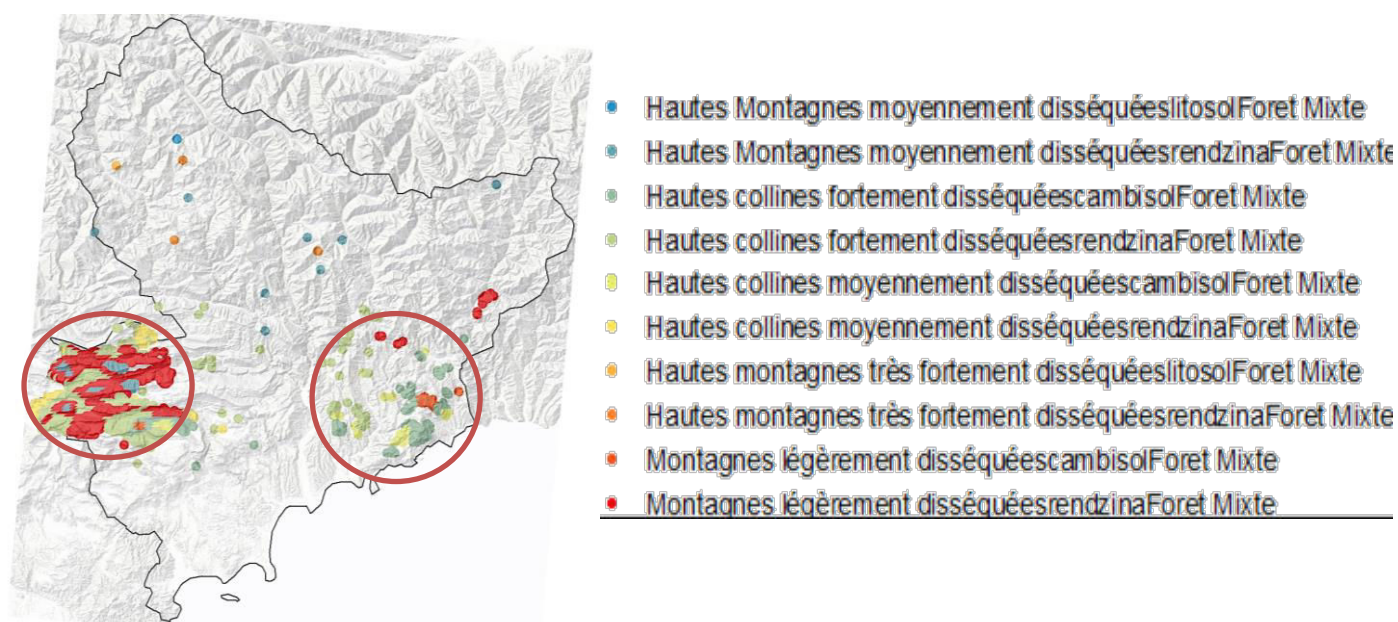 Hautes Montagnes moyennement disséquéeslitosolForet Mixte
Hautes Montagnes moyennement disséquéesrendzinaForet Mixte
Hautes collines fortement disséquéescambisolForet Mixte
Hautes collines fortement disséquéesrendzinaForet Mixte
Hautes collines moyennement disséquéescambisolForet Mixte
Hautes collines moyennement disséquéesrendzinaForet Mixte
Hautes montagnes très fortement disséquéeslitosolForet Mixte
Hautes montagnes très fortement disséquéesrendzinaForet Mixte
Montagnes légèrement disséquéescambisolForet Mixte
Montagnes légèrement disséquéesrendzinaForet Mixte